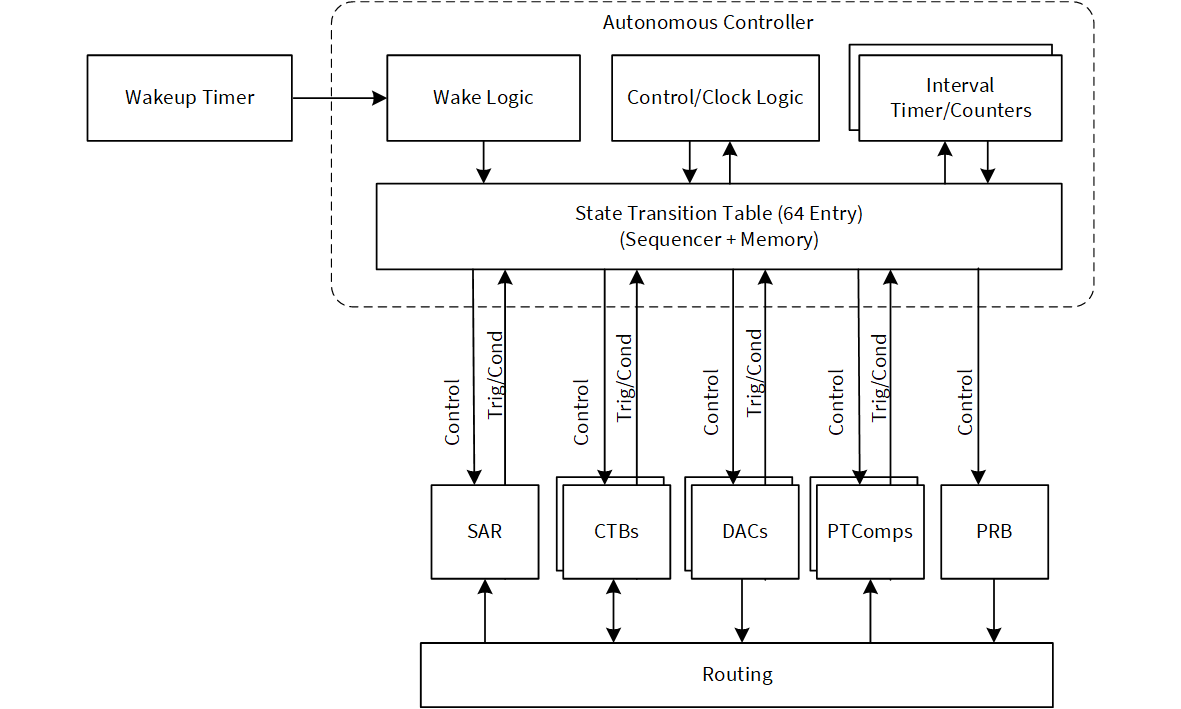 Autonomous Controller
Wakeup Timer
Wake Logic
Control/Clock Logic
Interval
Timer/Counters
State Transition Table (64 Entry)
(Sequencer + Memory)
Control
Trig/Cond
Control
Trig/Cond
Control
Trig/Cond
Control
Trig/Cond
Control
SAR
CTBs
DACs
PTComps
PRB
Routing